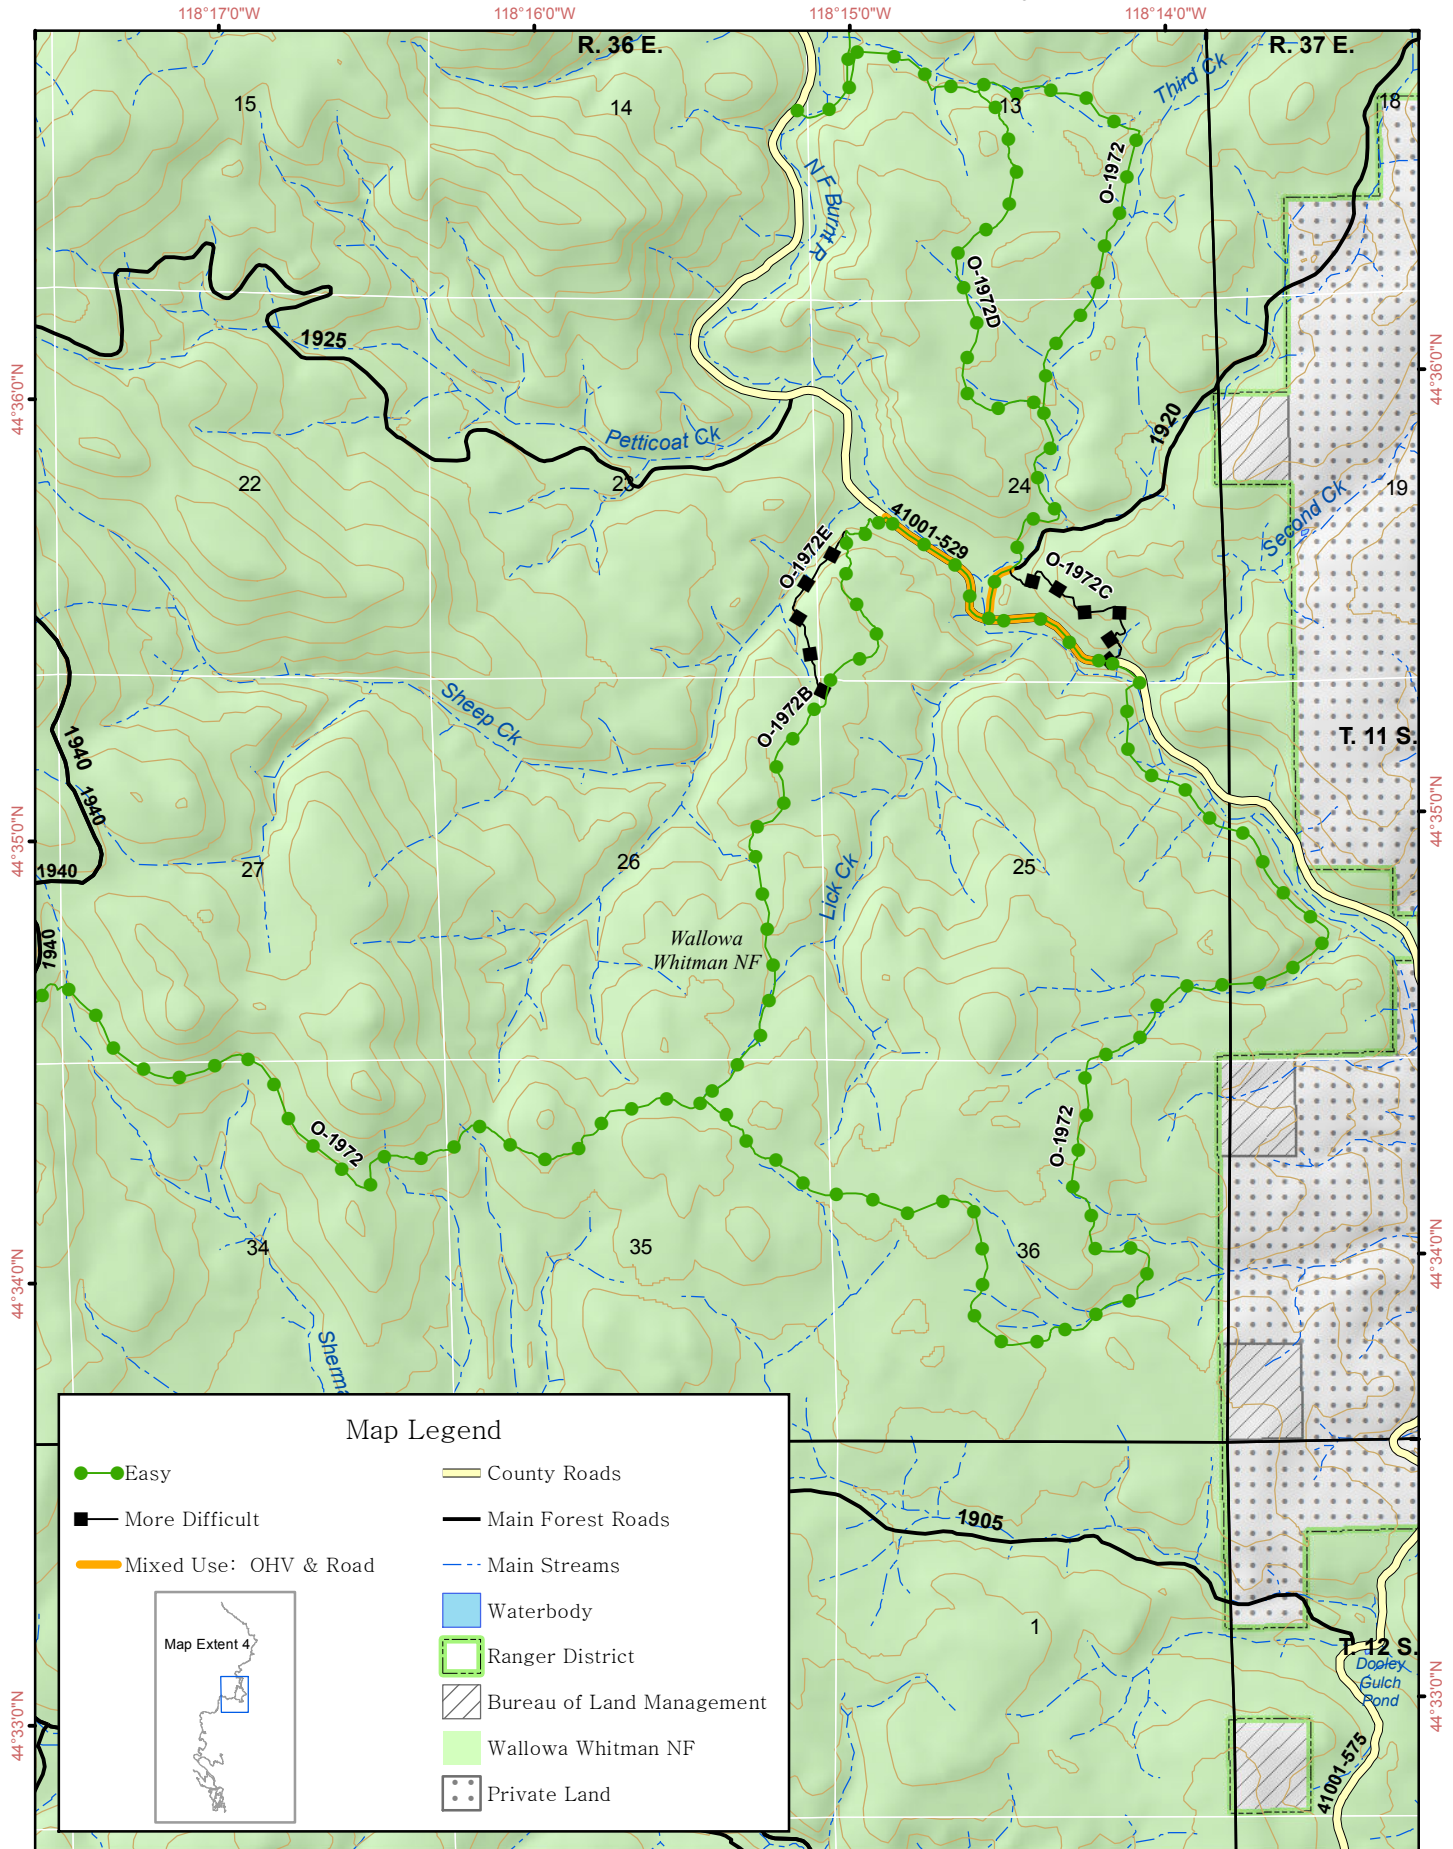 118°17'0"W
118°16'0"W
118°15'0"W
118°14'0"W
R. 36 E.
R. 37 E.
15
14
13
18
Third Ck
N F Burnt R
O-1972
O-1972D
1925
44°36'0"N
44°36'0"N
Petticoat Ck
1920
22
23
24
19
Second Ck
41001-529
O-1972E
O-1972C
Sheep Ck
O-1972B
T. 11 S.
1940
1940
1940
1940
44°35'0"N
44°35'0"N
27
26
25
Lick Ck
Wallowa
Whitman NF
O-1972
O-1972
34
35
36
44°34'0"N
44°34'0"N
Sherma
Map Legend
Easy
More Difficult
Mixed Use: OHV & Road
Map Extent 4
County Roads
Main Forest Roads
Main Streams
Waterbody
Ranger District
Bureau of Land Management
Wallowa Whitman NF
Private Land
1905
1
T. 12 S.
Dooley
Gulch
Pond
41001-575
44°33'0"N
44°33'0"N